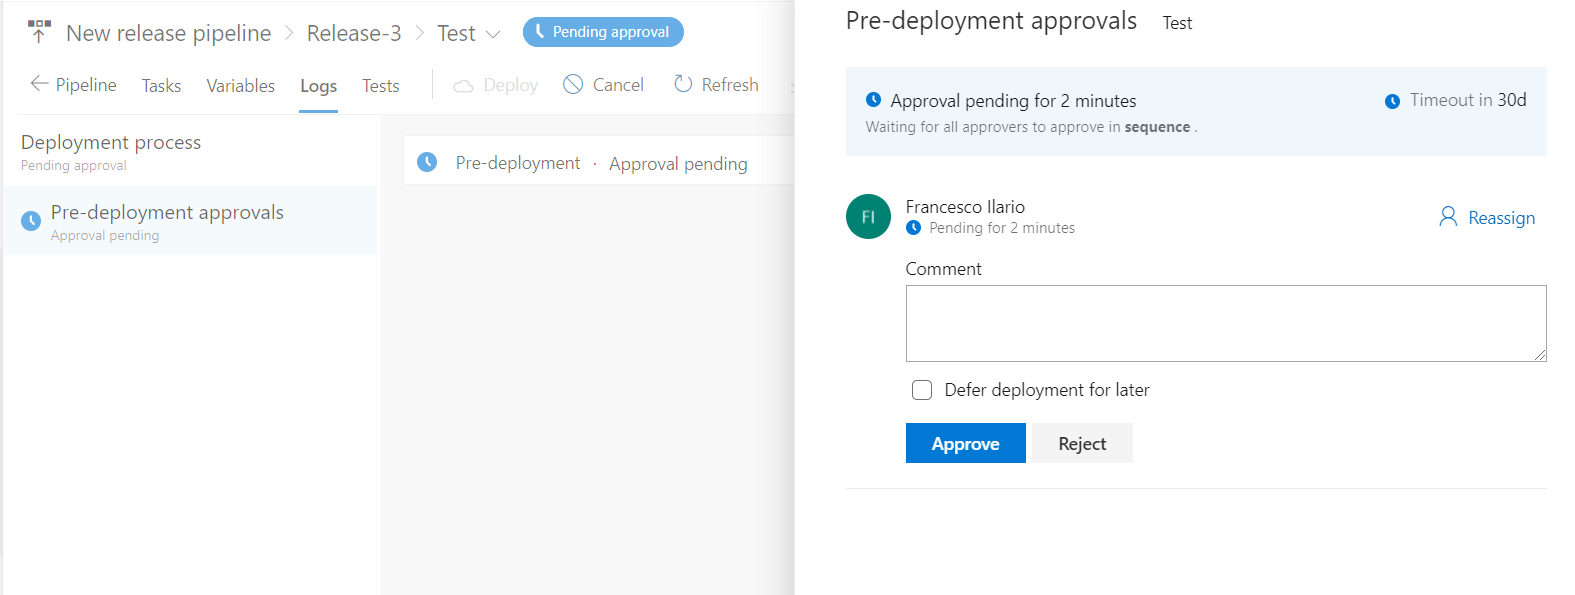 New release pipeline > Release-3 > Test Pending approval
Pipeline Tasks Variables Logs Tests Deploy Cancel Refresh
Deployment process
Pending approval
Pre-deployment approvals
Approval pending
Pre-deployment · Approval pending
Pre-deployment approvals Test
Approval pending for 2 minutes Timeout in 30d
Waiting for all approvers to approve in sequence .
FI Francesco Ilario
Pending for 2 minutes Reassign
Comment
Defer deployment for later
Approve Reject